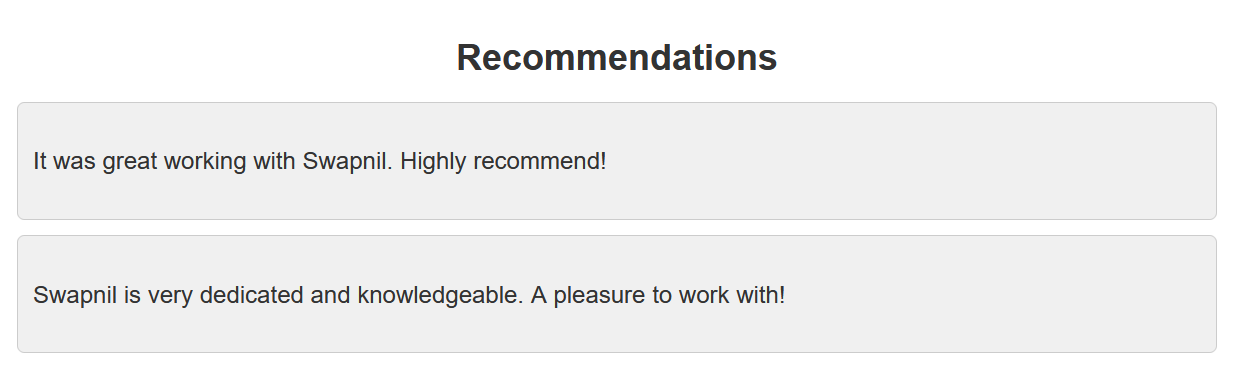 Recommendations
It was great working with Swapnil. Highly recommend!
Swapnil is very dedicated and knowledgeable. A pleasure to work with!